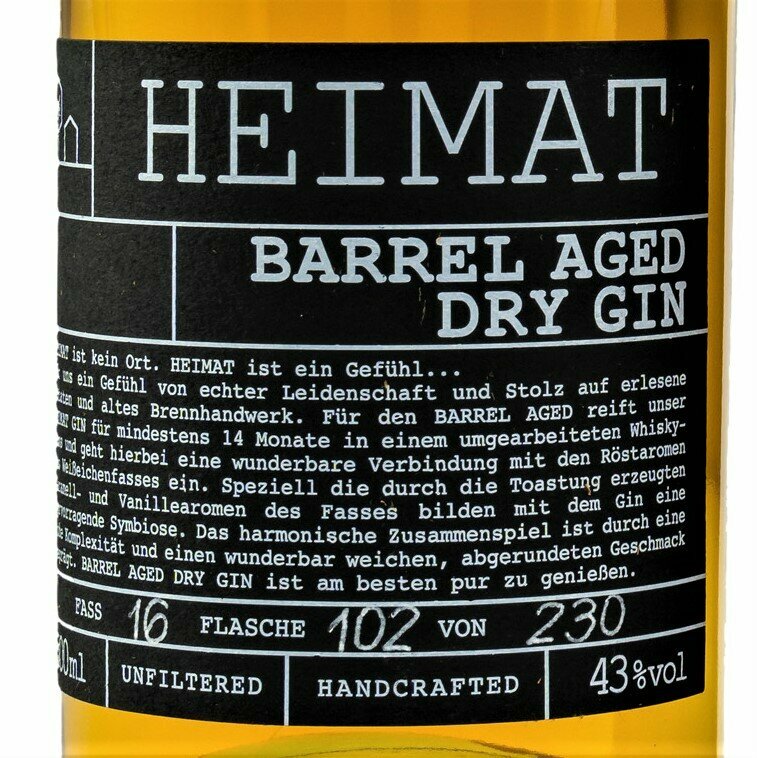 HEIMAT
BARREL AGED
DRY GIN
ist kein Ort. HEIMAT ist ein Gefühl...
uns ein Gefühl von echter Leidenschaft und Stolz auf erlesene
und altes Brennhandwerk. Für den BARREL AGED reift unser
GIN für mindestens 14 Monate in einem umgearbeiteten Whisky-
und geht hierbei eine wunderbare Verbindung mit den Röstaromen
Weißeichenfasses ein. Speziell die durch die Toastung erzeugten
und Vanillearomen des Fasses bilden mit dem Gin eine
Symbiose. Das harmonische Zusammenspiel ist durch eine
Komplexität und einen wunderbar weichen, abgerundeten Geschmack
BARREL AGED DRY GIN ist am besten pur zu genießen.
FASS 16 FLASCHE 102 VON 230
UNFILTERED HANDCRAFTED 43%vol